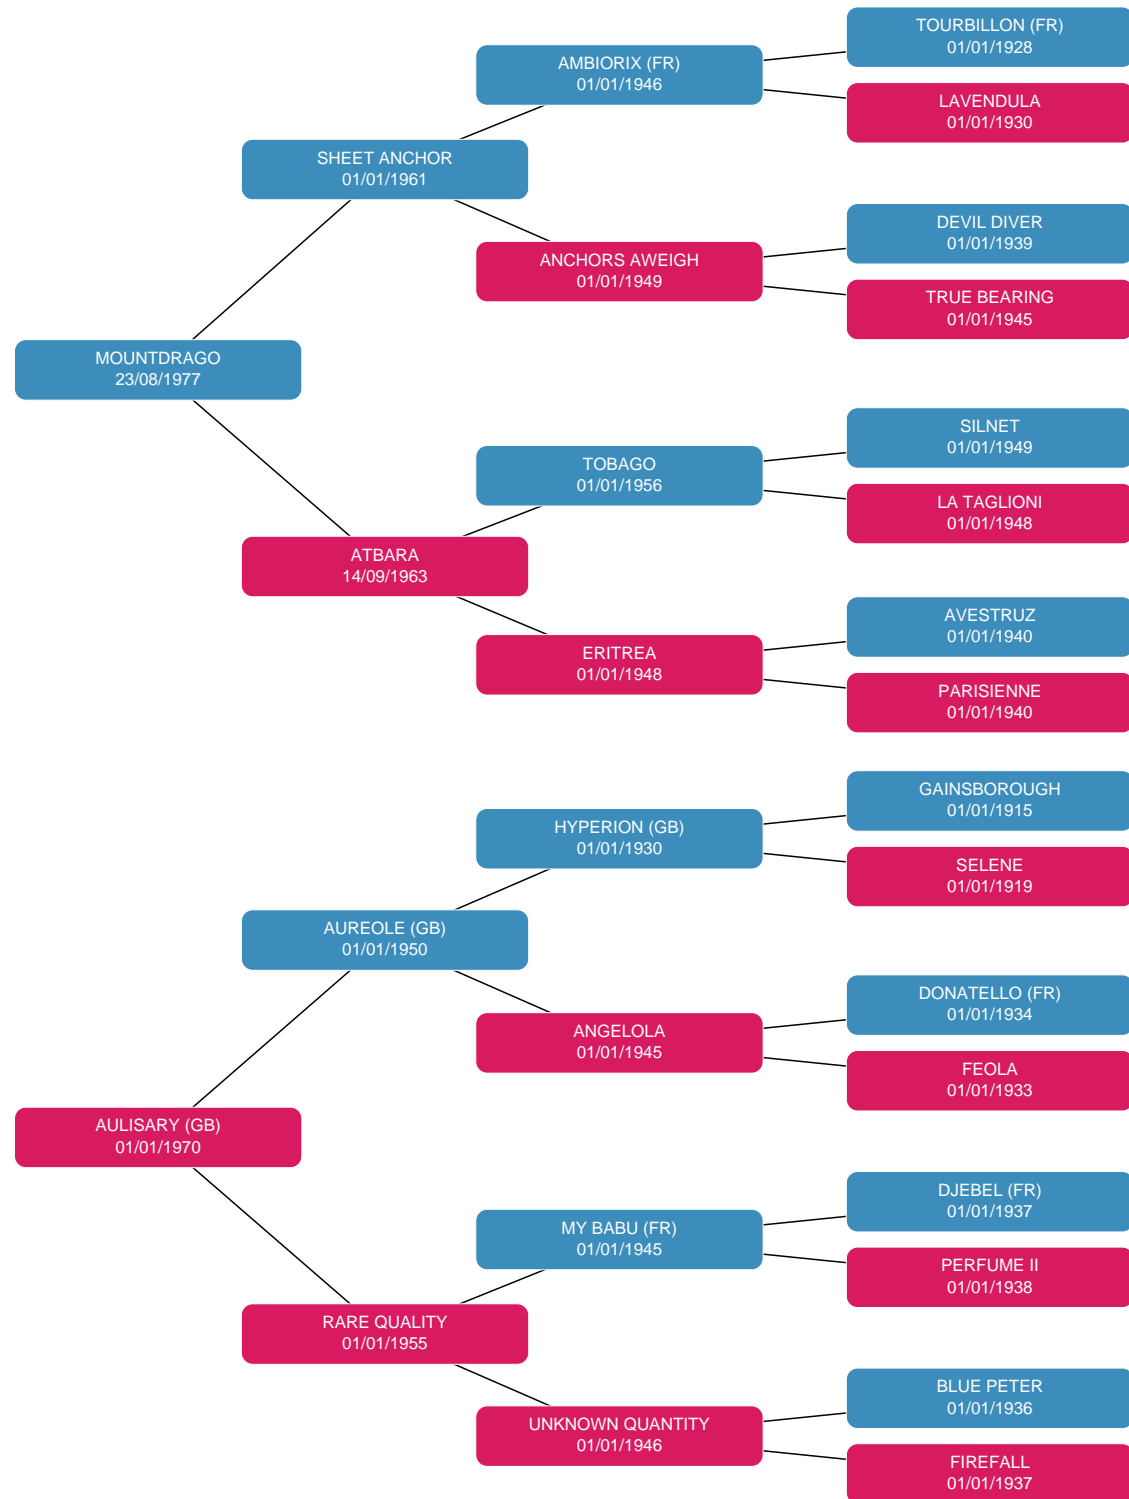 TOURBILLON (FR)
01/01/1928
AMBIORIX (FR)
01/01/1946
LAVENDULA
01/01/1930
SHEET ANCHOR
01/01/1961
DEVIL DIVER
01/01/1939
ANCHORS AWEIGH
01/01/1949
TRUE BEARING
01/01/1945
MOUNTDRAGO
23/08/1977
SILNET
01/01/1949
TOBAGO
01/01/1956
LA TAGLIONI
01/01/1948
ATBARA
14/09/1963
AVESTRUZ
01/01/1940
ERITREA
01/01/1948
PARISIENNE
01/01/1940
GAINSBOROUGH
01/01/1915
HYPERION (GB)
01/01/1930
SELENE
01/01/1919
AUREOLE (GB)
01/01/1950
DONATELLO (FR)
01/01/1934
ANGELOLA
01/01/1945
FEOLA
01/01/1933
AULISARY (GB)
01/01/1970
DJEBEL (FR)
01/01/1937
MY BABU (FR)
01/01/1945
PERFUME II
01/01/1938
RARE QUALITY
01/01/1955
BLUE PETER
01/01/1936
UNKNOWN QUANTITY
01/01/1946
FIREFALL
01/01/1937